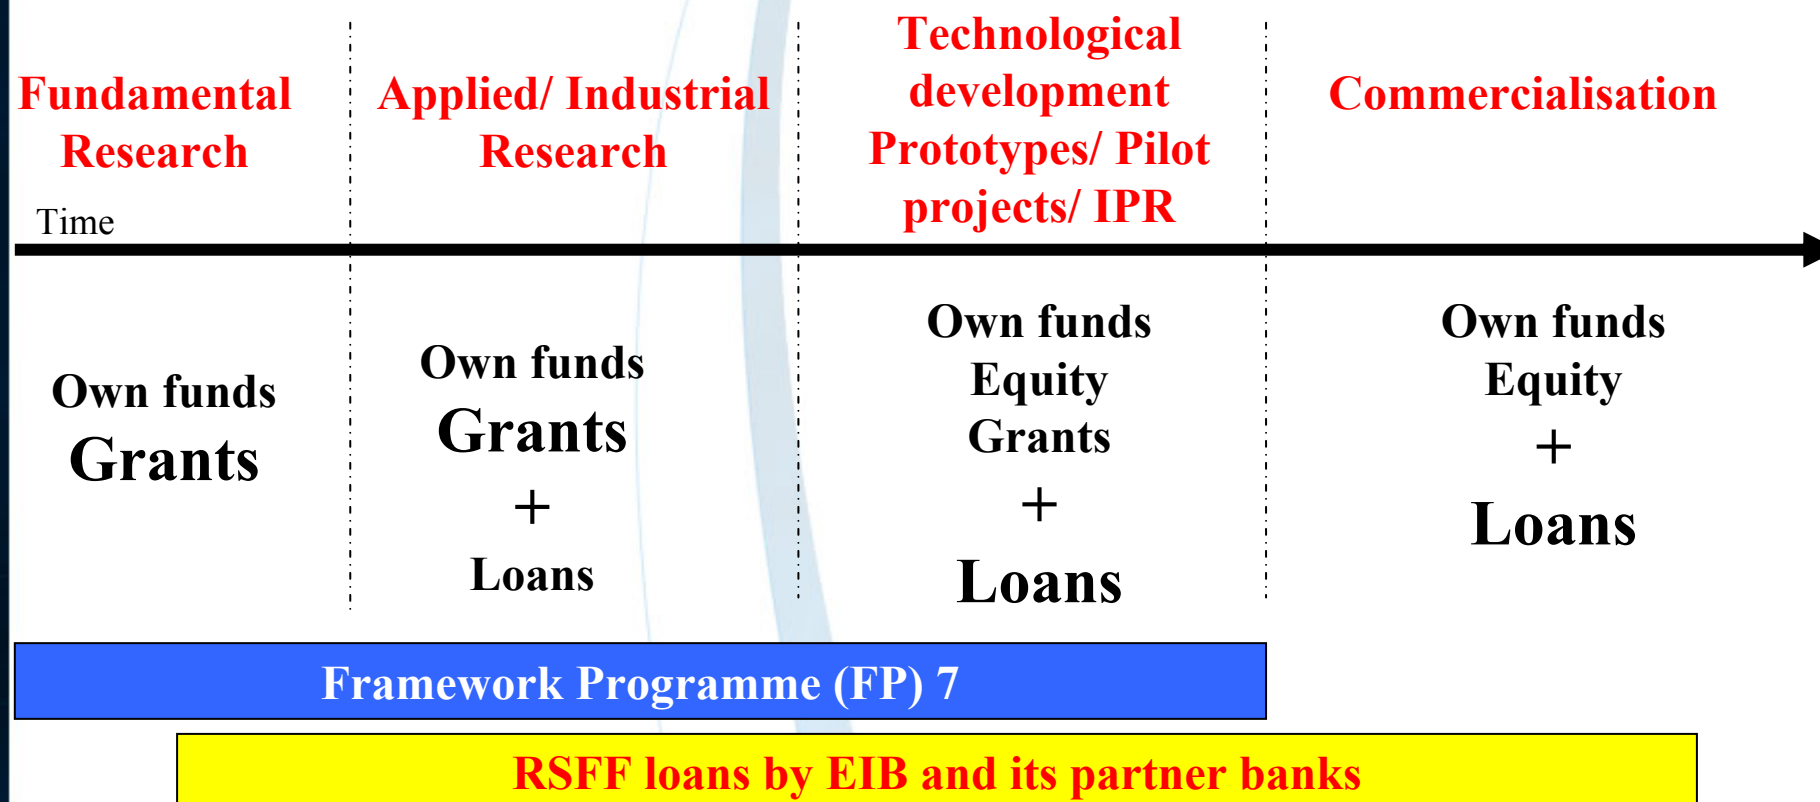 Fundamental
Research
Applied/ Industrial
Research
Technological
development
Prototypes/ Pilot
projects/ IPR
Commercialisation
Time
Own funds
Grants
Own funds
Grants
+
Loans
Own funds
Equity
Grants
+
Loans
Own funds
Equity
+
Loans
Framework Programme (FP) 7
RSFF loans by EIB and its partner banks